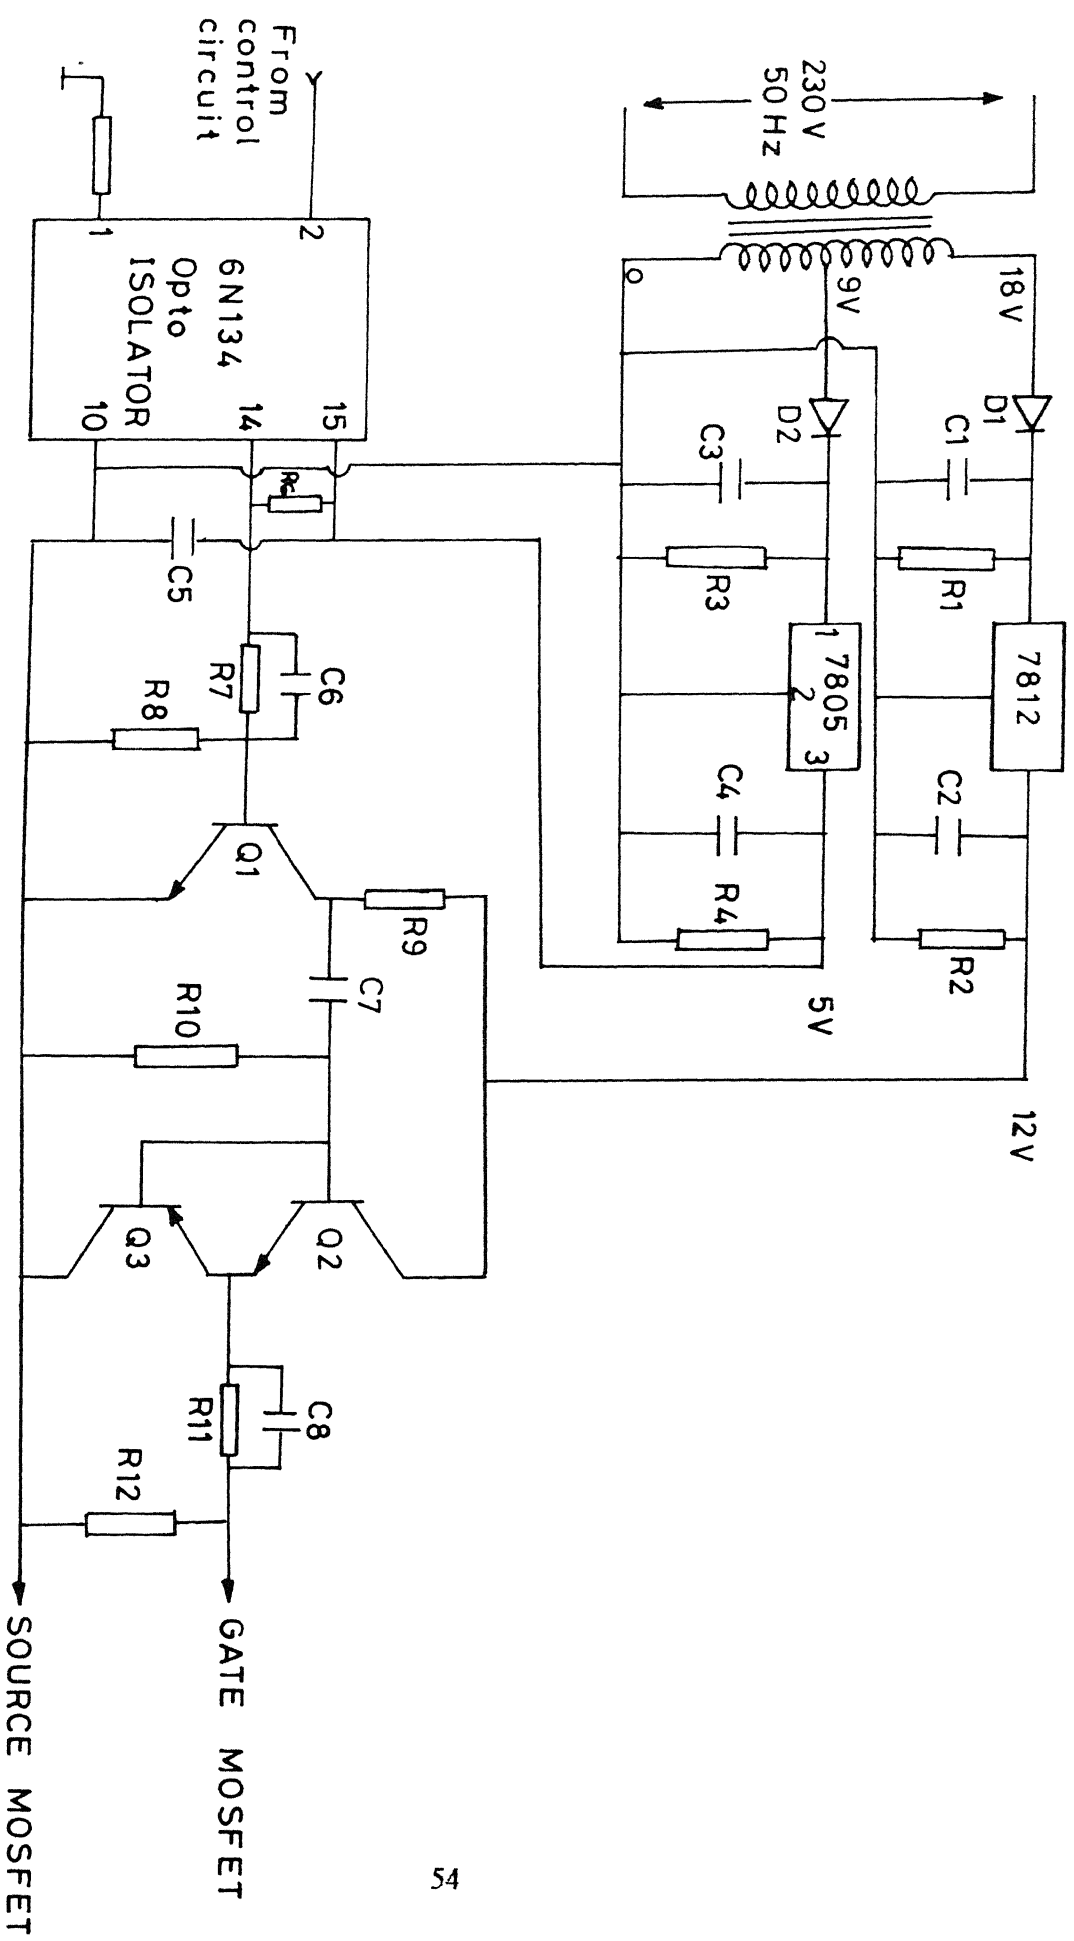 230 V
50 Hz
18 V
9V
O
D1
C1
R1
7812
C2
R2
12V
D2
C3
R3
1 7805
2
3
C4
R4
5V
From
control
circuit
2
1
6N134
Opto
ISOLATOR
15
14
10
RC
C5
C6
R7
R8
Q1
R9
C7
R10
Q2
Q3
C8
R11
R12
GATE MOSFET
SOURCE MOSFET
54